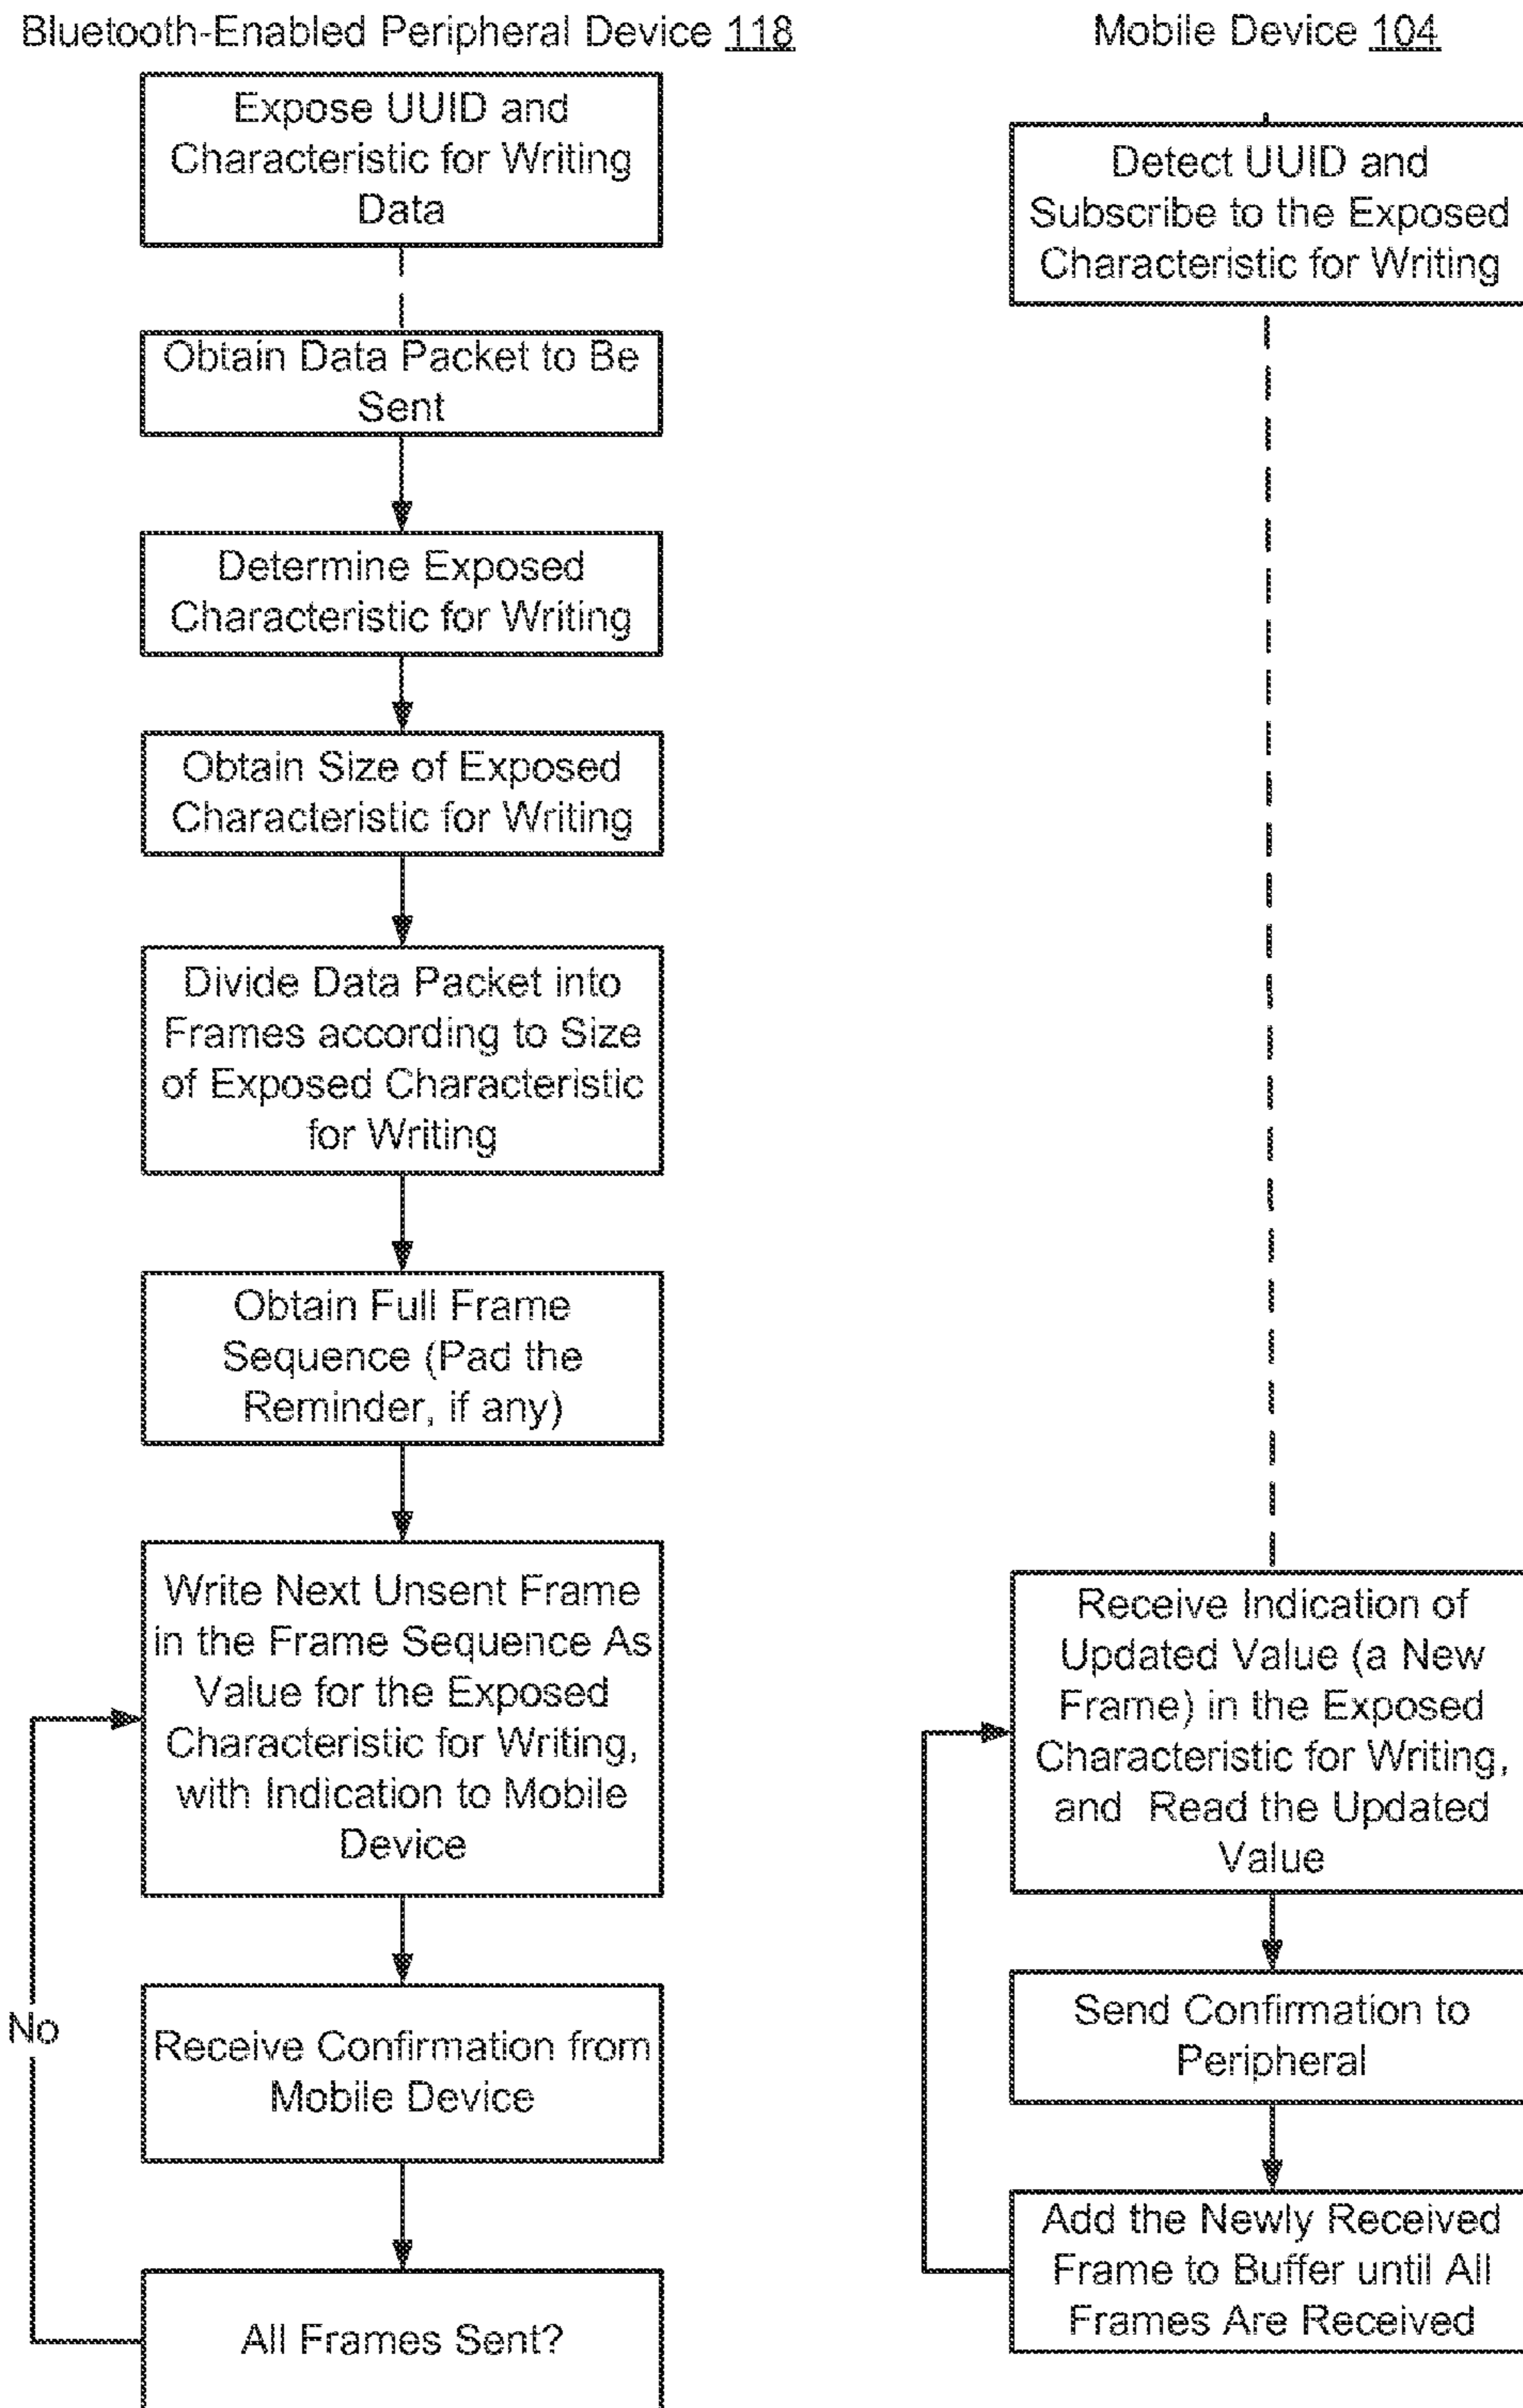 Bluetooth-Enabled Peripheral Device 118
Expose UUID and
Characteristic for Writing
Data
Obtain Data Packet to Be
Sent
Determine Exposed
Characteristic for Writing
Obtain Size of Exposed
Characteristic for Writing
Divide Data Packet into
Frames according to Size
of Exposed Characteristic
for Writing
Obtain Full Frame
Sequence (Pad the
Reminder, if any)
Write Next Unsent Frame
in the Frame Sequence As
Value for the Exposed
Characteristic for Writing,
with Indication to Mobile
Device
No
Receive Confirmation from
Mobile Device
All Frames Sent?
Mobile Device 104
Detect UUID and
Subscribe to the Exposed
Characteristic for Writing
Receive Indication of
Updated Value (a New
Frame) in the Exposed
Characteristic for Writing,
and Read the Updated
Value
Send Confirmation to
Peripheral
Add the Newly Received
Frame to Buffer until All
Frames Are Received